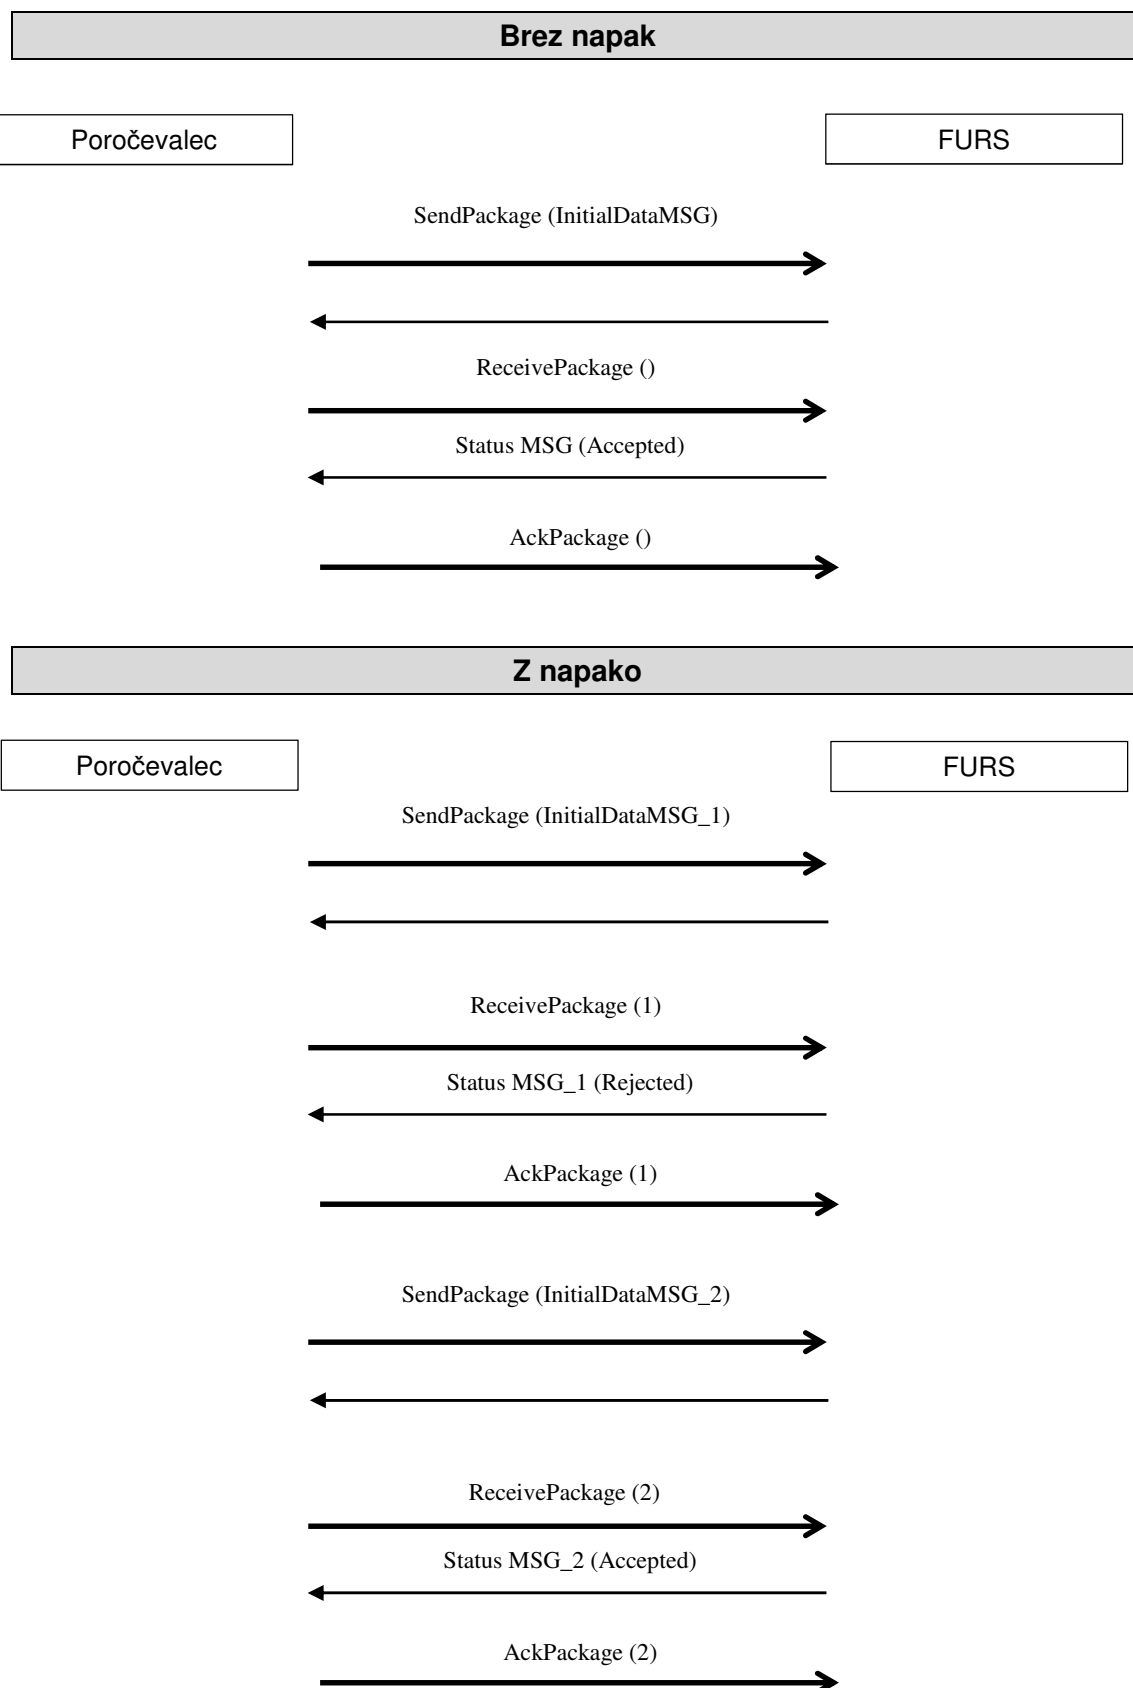 Brez napak
Poročevalec
FURS
SendPackage (InitialDataMSG)
ReceivePackage ()
Status MSG (Accepted)
AckPackage ()
Z napako
Poročevalec
FURS
SendPackage (InitialDataMSG_1)
ReceivePackage (1)
Status MSG_1 (Rejected)
AckPackage (1)
SendPackage (InitialDataMSG_2)
ReceivePackage (2)
Status MSG_2 (Accepted)
AckPackage (2)